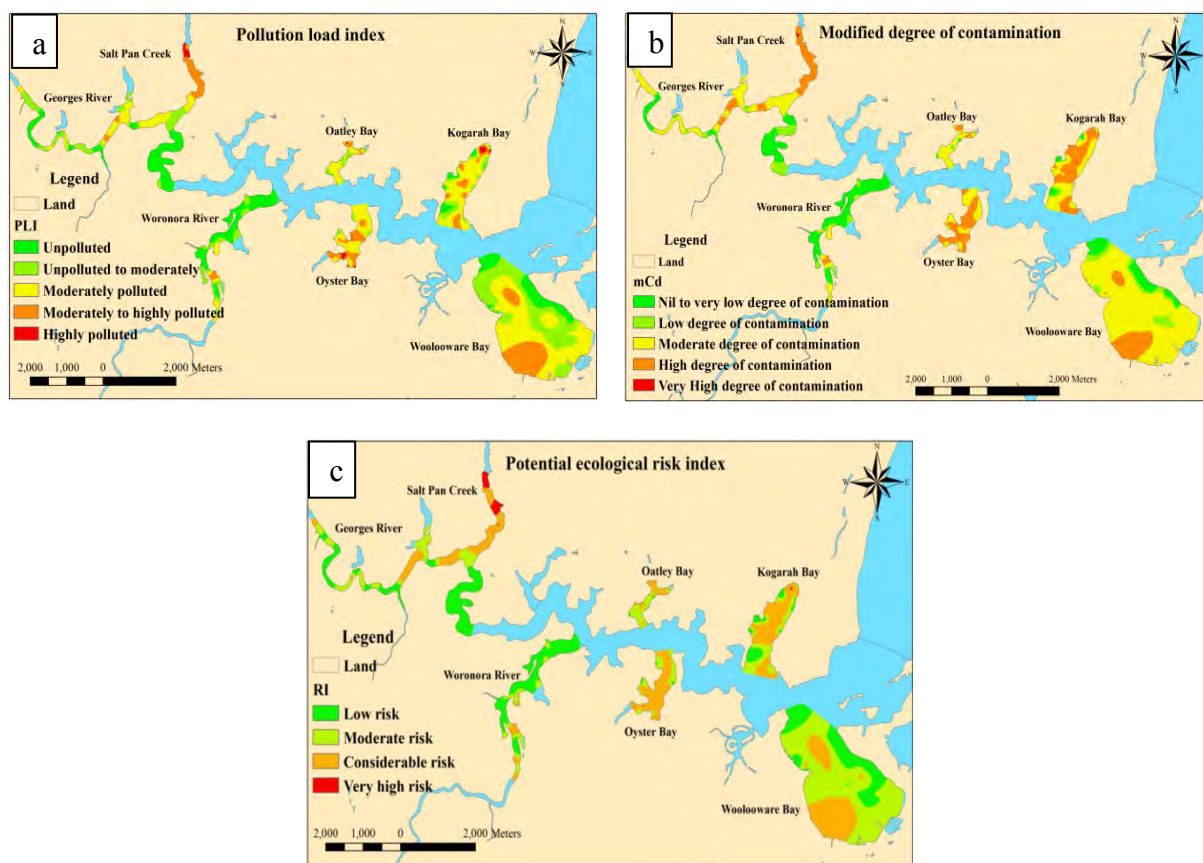 a
Pollution load index
N
W
E
S
Salt Pan Creek
Georges River
Oatley Bay
Kogarah Bay
Legend
Land
Woronora River
PLI
Unpolluted
Unpolluted to moderately
Moderately polluted
Oyster Bay
Moderately to highly polluted
Highly polluted
Woolooware Bay
2,000 1,000 0 2,000 Meters
b
Modified degree of contamination
N
W
E
S
Salt Pan Creek
Georges River
Oatley Bay
Kogarah Bay
Woronora River
Legend
Land
Oyster Bay
mCd
Nil to very low degree of contamination
Low degree of contamination
Woolooware Bay
Moderate degree of contamination
High degree of contamination
Very High degree of contamination
2,000 1,000 0 2,000 Meters
c
Potential ecological risk index
N
W
E
S
Salt Pan Creek
Georges River
Oatley Bay
Kogarah Bay
Legend
Land
Woronora River
RI
Low risk
Moderate risk
Oyster Bay
Considerable risk
Very high risk
Woolooware Bay
2,000 1,000 0 2,000 Meters